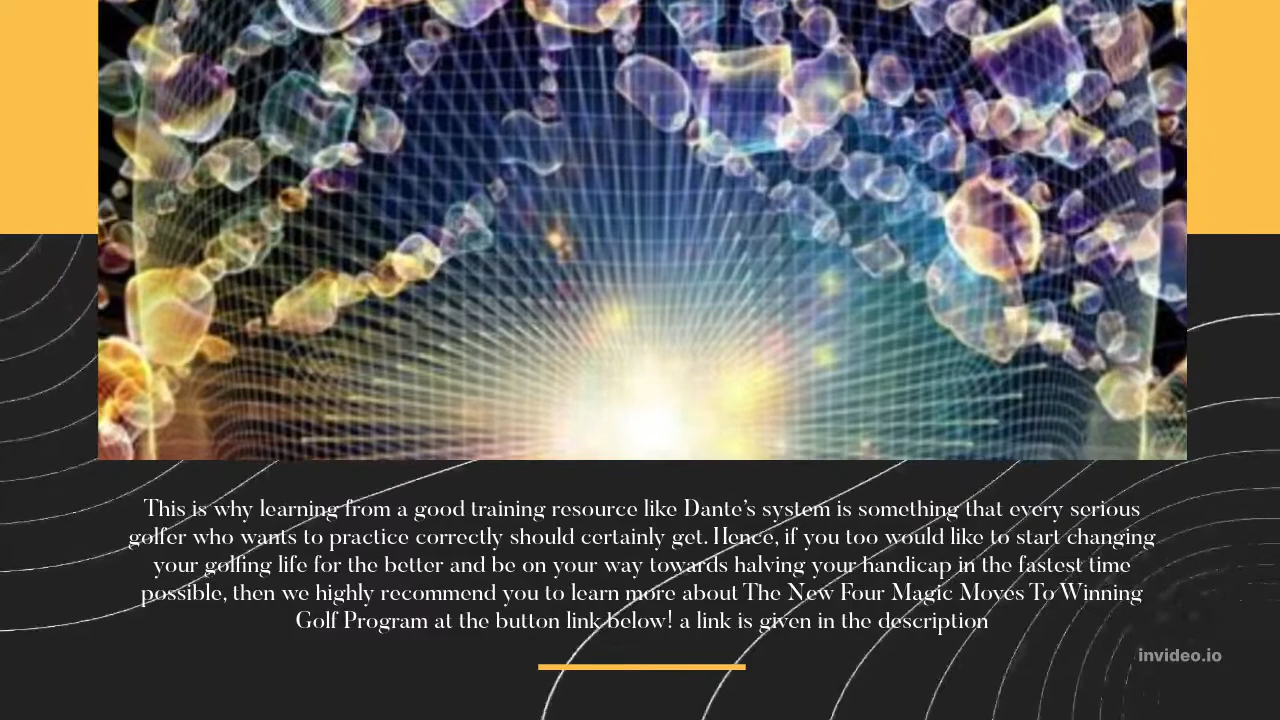 This is why learning from a good training resource like Dante's system is something that every serious
golfer who wants to practice correctly should certainly get. Hence, if you too would like to start changing
your golfing life for the better and be on your way towards halving your handicap in the fastest time
possible, then we highly recommend you to learn more about The New Four Magic Moves To Winning
Golf Program at the button link below! a link is given in the description
invideo.io